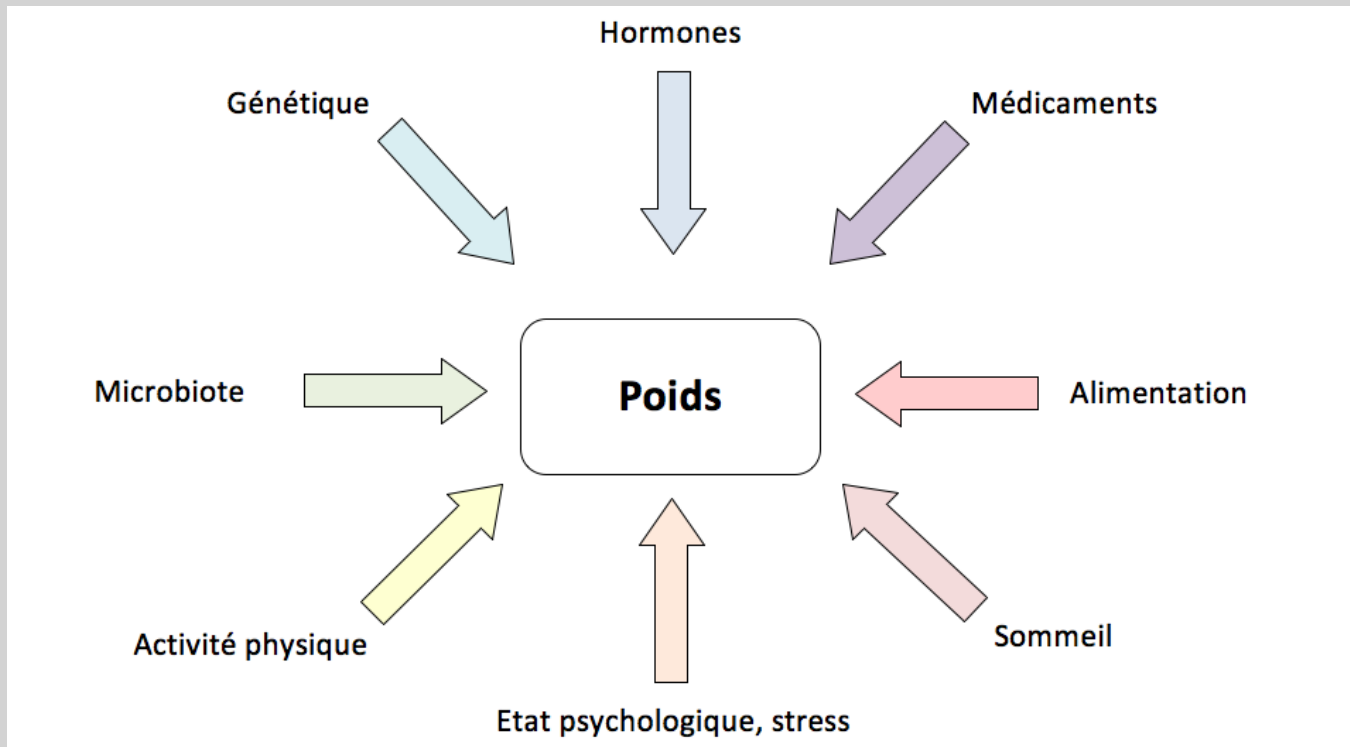 Hormones
Génétique
Médicaments
Microbiote
Poids
Alimentation
Activité physique
Sommeil
Etat psychologique, stress